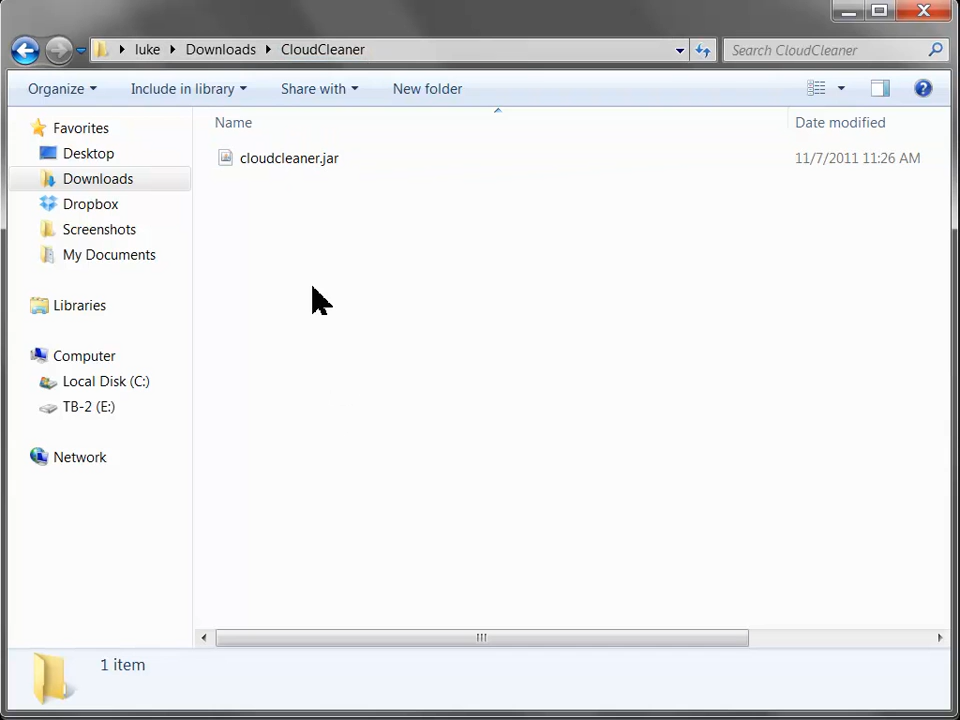 luke Downloads CloudCleaner
Search CloudCleaner
Organize Include in library Share with New folder
Favorites
Desktop
Downloads
Dropbox
Screenshots
My Documents
Libraries
Computer
Local Disk (C:)
TB-2 (E:)
Network
Name Date modified
cloudcleaner.jar 11/7/2011 11:26 AM
1 item